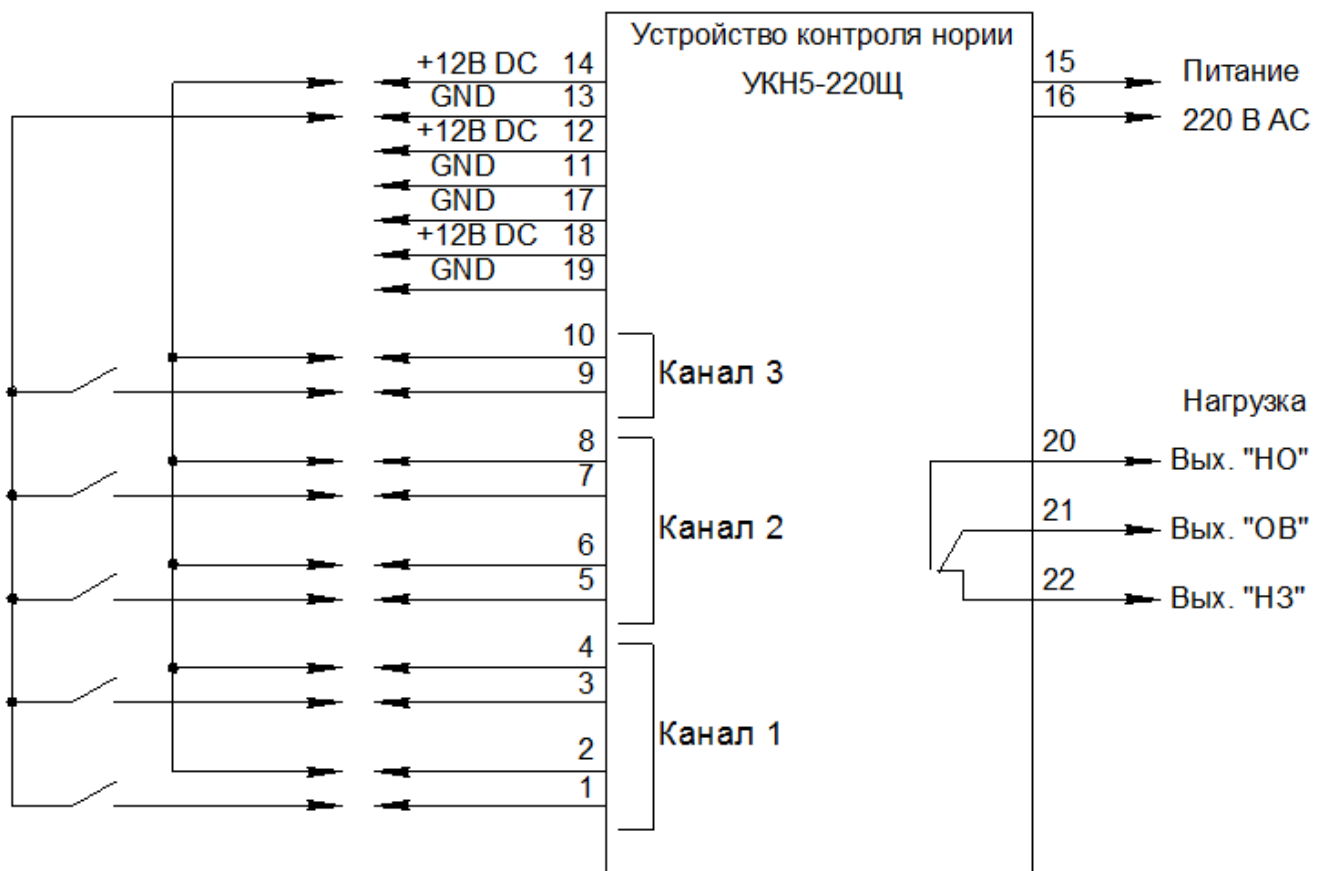 Устройство контроля нории
УКН5-220Щ
+12В DC 14
GND 13
+12В DC 12
GND 11
GND 17
+12В DC 18
GND 19
10
9
Канал 3
8
7
6
5
Канал 2
4
3
2
1
Канал 1
15
16
Питание
220 В АС
Нагрузка
20 Вых. "НО"
21 Вых. "ОВ"
22 Вых. "НЗ"